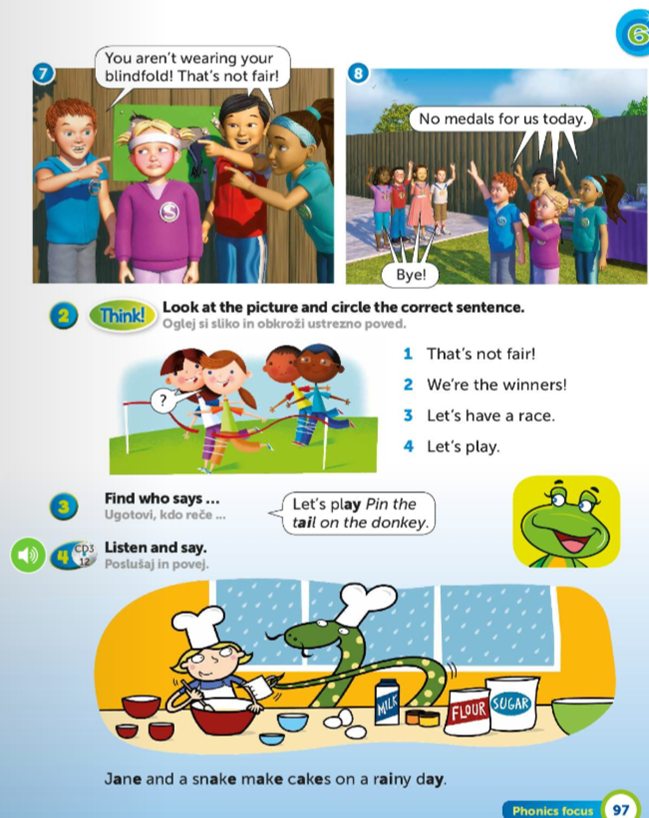 6
7
You aren't wearing your
blindfold! That's not fair!
S
8
No medals for us today.
Bye!
2
Think!
Look at the picture and circle the correct sentence.
Oglej si sliko in obkroži ustrezno poved.
?
1 That's not fair!
2 We're the winners!
3 Let's have a race.
4 Let's play.
3
Find who says ...
Ugotovi, kdo reče ...
Let's play Pin the
tail on the donkey.
4
CD3
12
Listen and say.
Poslušaj in povej.
MILK
FLOUR
SUGAR
Jane and a snake make cakes on a rainy day.
Phonics focus
97